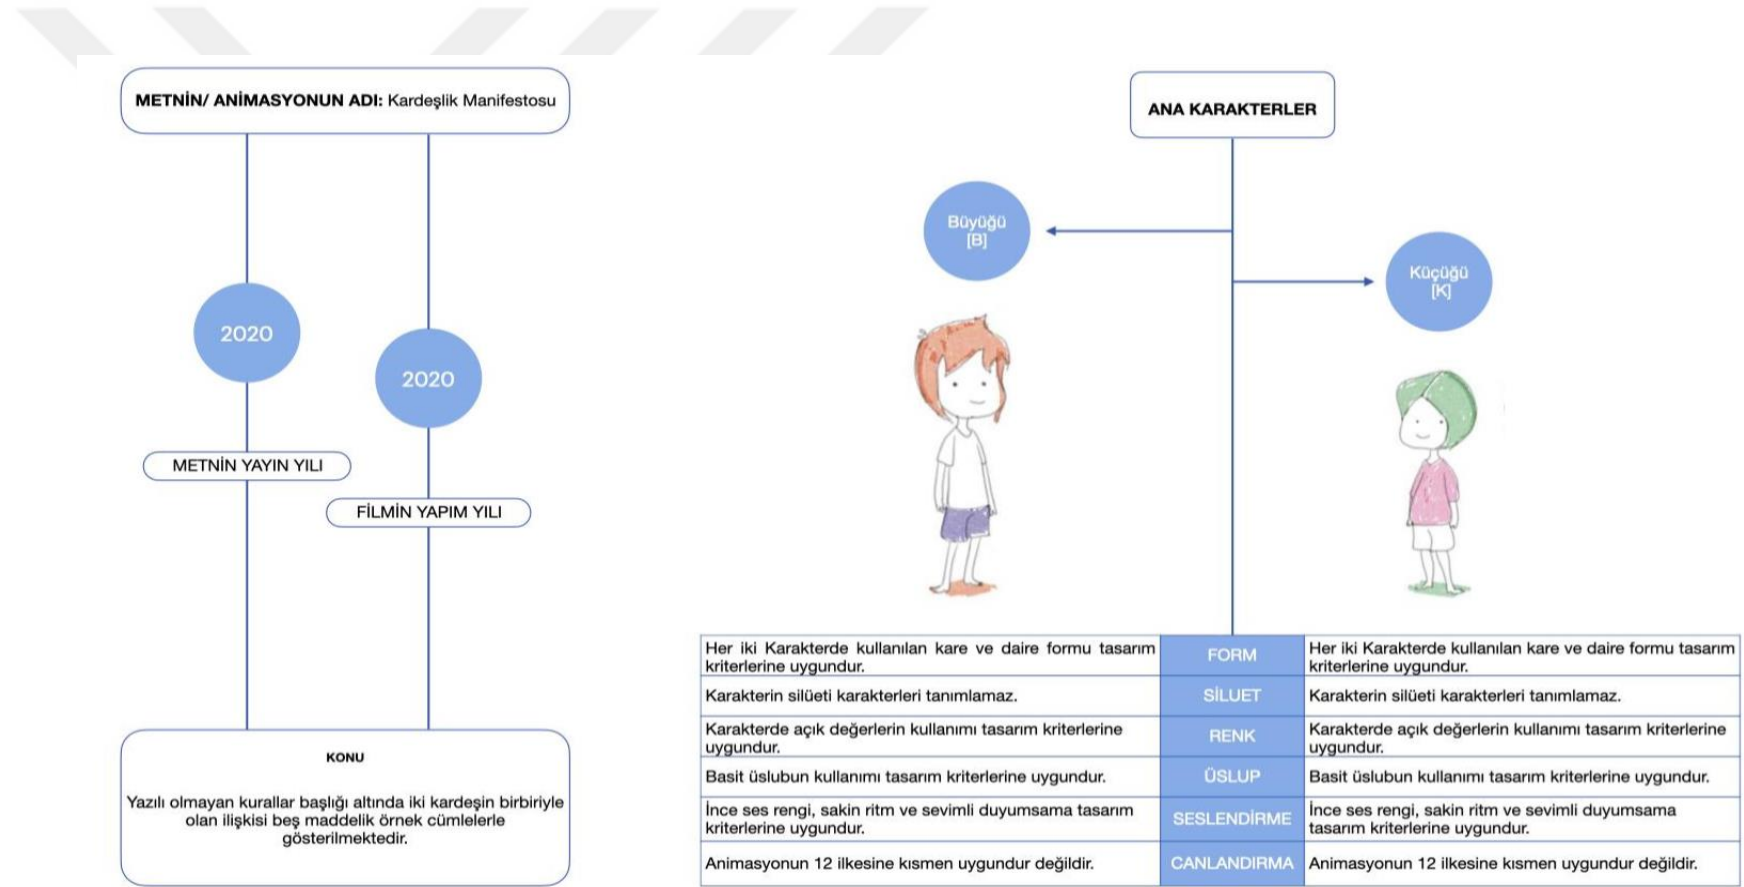 METNİN/ ANİMASYONUN ADI: Kardeşlik Manifestosu
2020
2020
METNİN YAYIN YILI
FİLMİN YAPIM YILI
KONU
Yazılı olmayan kurallar başlığı altında iki kardeşin birbiriyle
olan ilişkisi beş maddelik örnek cümlelerle
gösterilmektedir.
ANA KARAKTERLER
Büyüğü
[B]
Küçüğü
[K]
Her iki Karakterde kullanılan kare ve daire formu tasarım
kriterlerine uygundur.
FORM
Her iki Karakterde kullanılan kare ve daire formu tasarım
kriterlerine uygundur.
Karakterin silüeti karakterleri tanımlamaz.
SİLUET
Karakterin silüeti karakterleri tanımlamaz.
Karakterde açık değerlerin kullanımı tasarım kriterlerine
uygundur.
RENK
Karakterde açık değerlerin kullanımı tasarım kriterlerine
uygundur.
Basit üslubun kullanımı tasarım kriterlerine uygundur.
ÜSLUP
Basit üslubun kullanımı tasarım kriterlerine uygundur.
İnce ses rengi, sakin ritm ve sevimli duyumsama tasarım
kriterlerine uygundur.
SESLENDİRME
İnce ses rengi, sakin ritm ve sevimli duyumsama
tasarım kriterlerine uygundur.
Animasyonun 12 ilkesine kısmen uygundur değildir.
CANLANDIRMA
Animasyonun 12 ilkesine kısmen uygundur değildir.